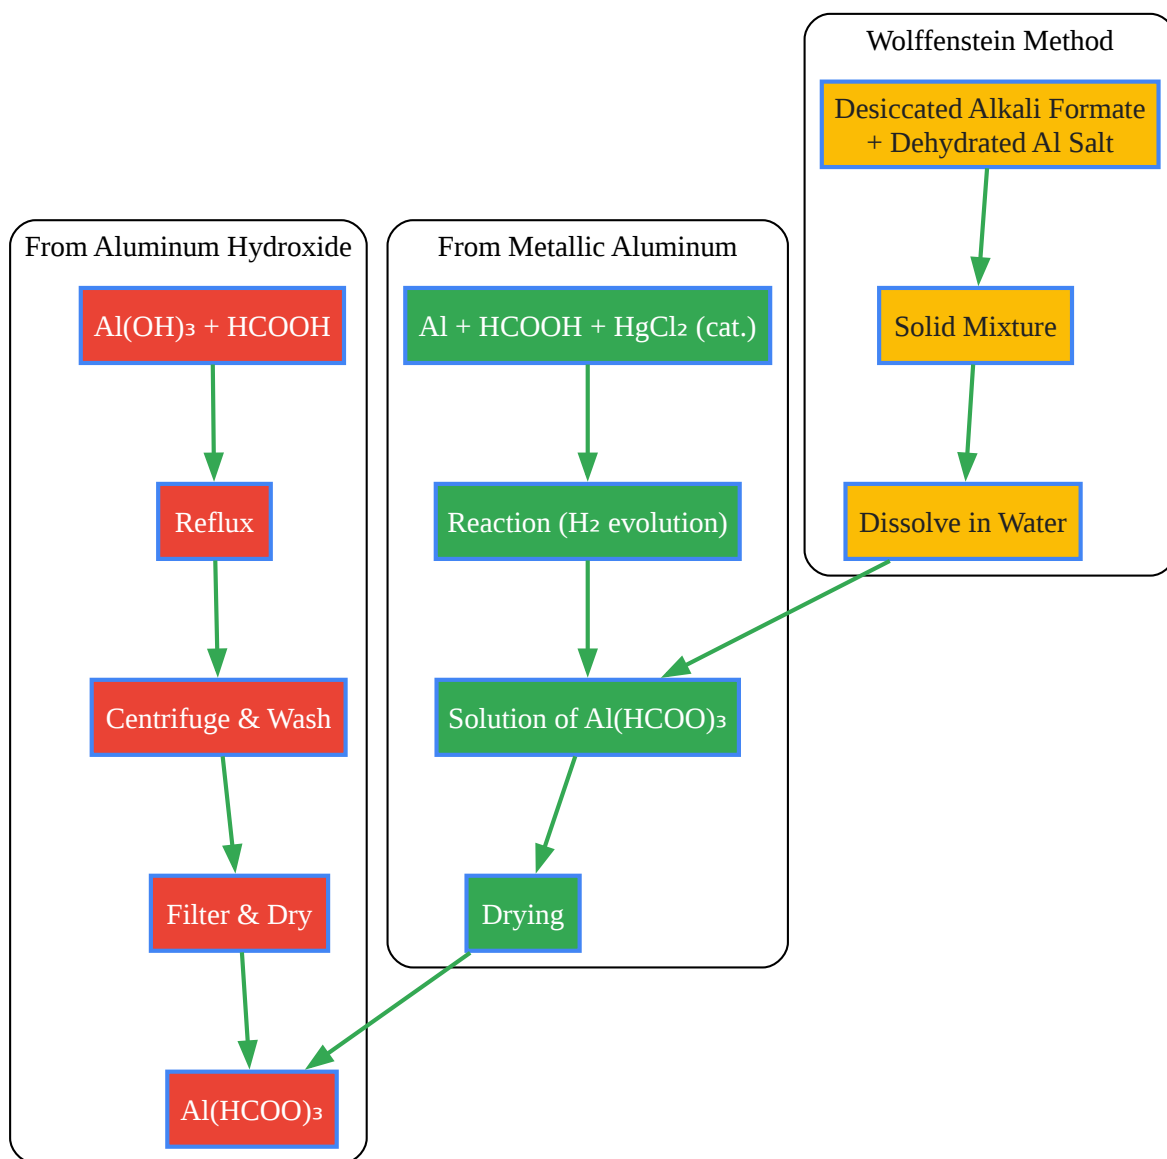 Wolffenstein Method
Desiccated Alkali Formate
+ Dehydrated Al Salt
Solid Mixture
Dissolve in Water
From Aluminum Hydroxide
Al(OH)₃ + HCOOH
Reflux
Centrifuge & Wash
Filter & Dry
Al(HCOO)₃
From Metallic Aluminum
Al + HCOOH + HgCl₂ (cat.)
Reaction (H₂ evolution)
Solution of Al(HCOO)₃
Drying